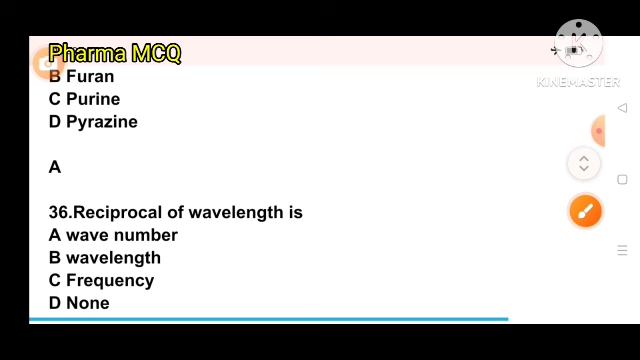 Pharma MCQ
KINEMASTER
B Furan
C Purine
D Pyrazine
A
36.Reciprocal of wavelength is
A wave number
B wavelength
C Frequency
D None